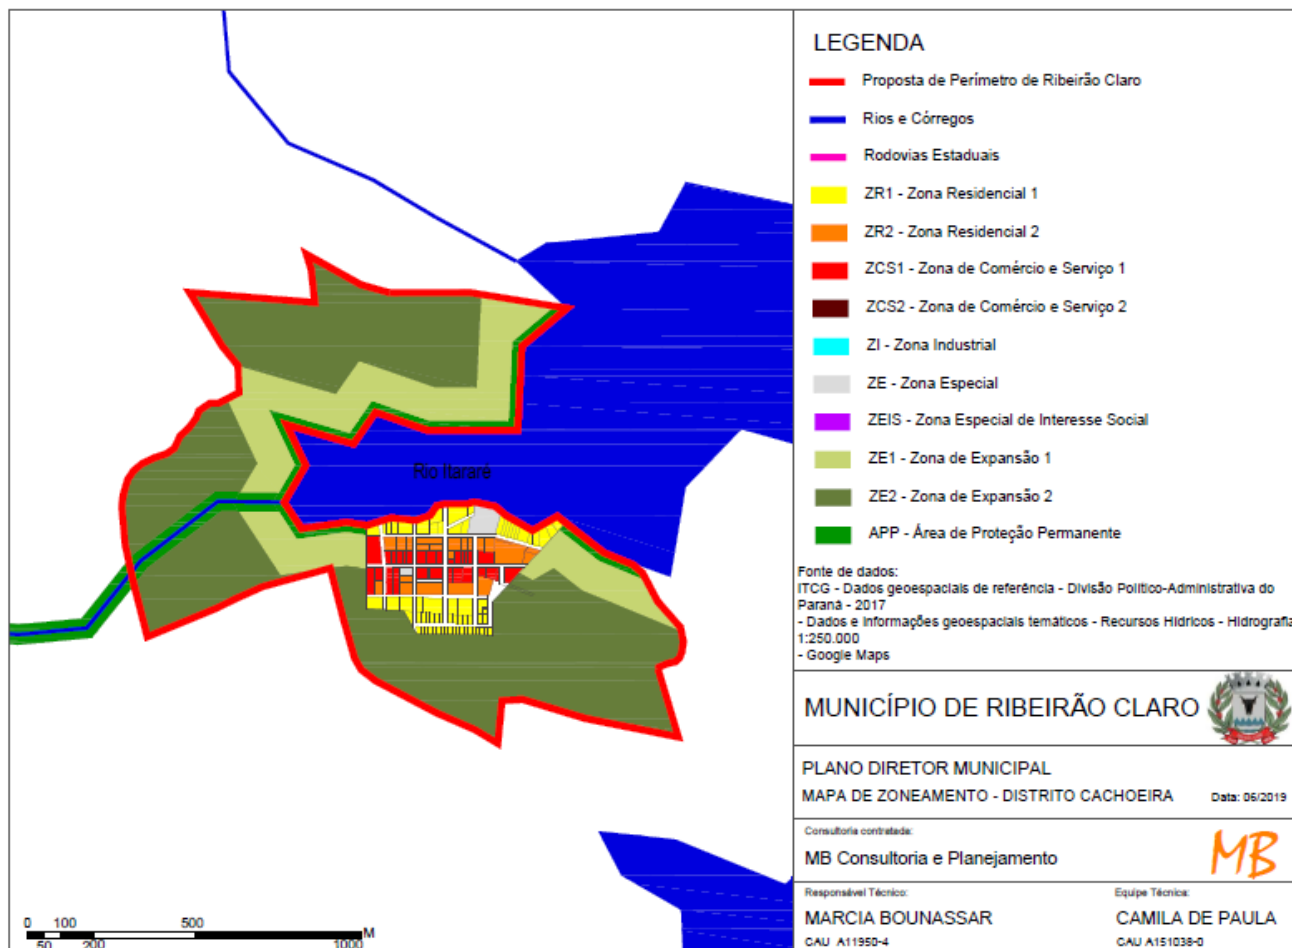 Rio Itararé
0 100 500 M
50 200 1000
LEGENDA
Proposta de Perímetro de Ribeirão Claro
Rios e Córregos
Rodovias Estaduais
ZR1 - Zona Residencial 1
ZR2 - Zona Residencial 2
ZCS1 - Zona de Comércio e Serviço 1
ZCS2 - Zona de Comércio e Serviço 2
ZI - Zona Industrial
ZE - Zona Especial
ZEIS - Zona Especial de Interesse Social
ZE1 - Zona de Expansão 1
ZE2 - Zona de Expansão 2
APP - Área de Proteção Permanente
Fonte de dados:
ITCG - Dados geoespaciais de referência - Divisão Político-Administrativa do
Paraná - 2017
- Dados e Informações geoespaciais temáticos - Recursos Hídricos - Hidrografia
1:250.000
- Google Maps
MUNICÍPIO DE RIBEIRÃO CLARO
PLANO DIRETOR MUNICIPAL
MAPA DE ZONEAMENTO - DISTRITO CACHOEIRA Data: 06/2019
Consultoria contratada:
MB Consultoria e Planejamento MB
Responsável Técnico: Equipe Técnica:
MARCIA BOUNASSAR CAMILA DE PAULA
CAU A11950-4 CAU A151038-0